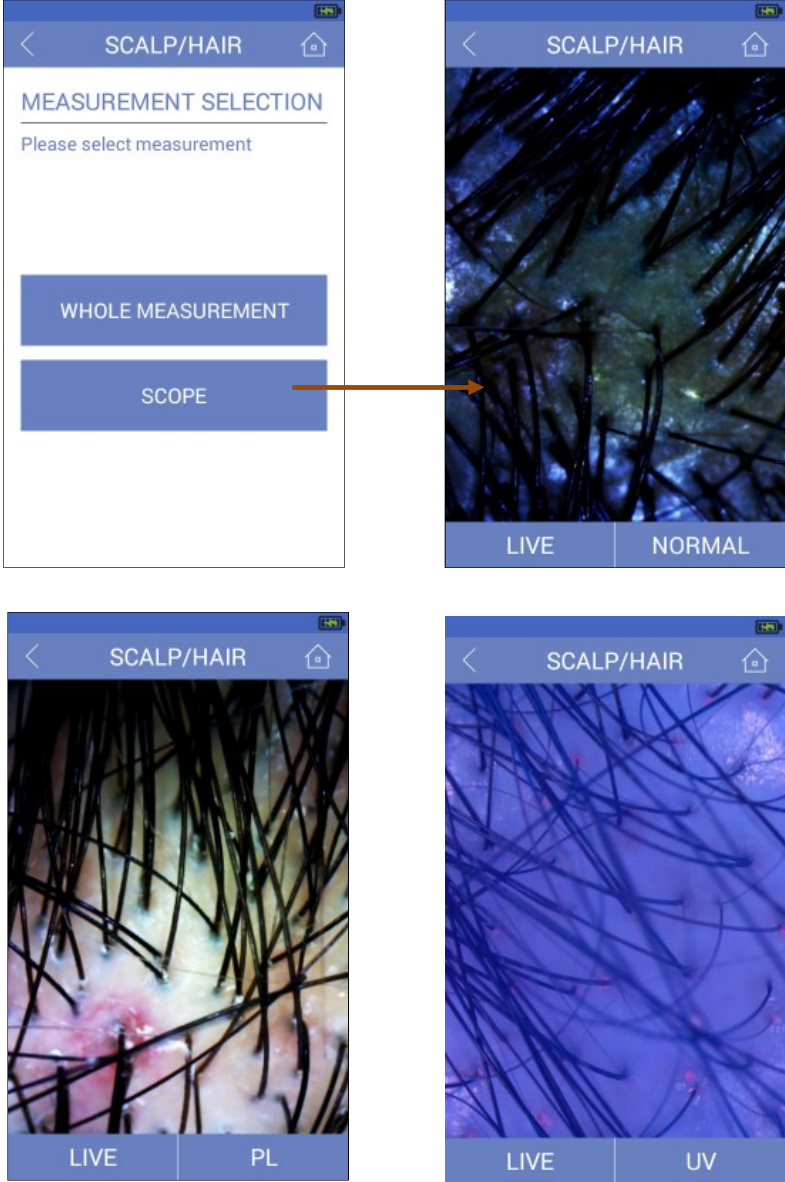 SCALP/HAIR
MEASUREMENT SELECTION
Please select measurement
WHOLE MEASUREMENT
SCOPE
SCALP/HAIR
LIVE
NORMAL
SCALP/HAIR
LIVE
PL
SCALP/HAIR
LIVE
UV